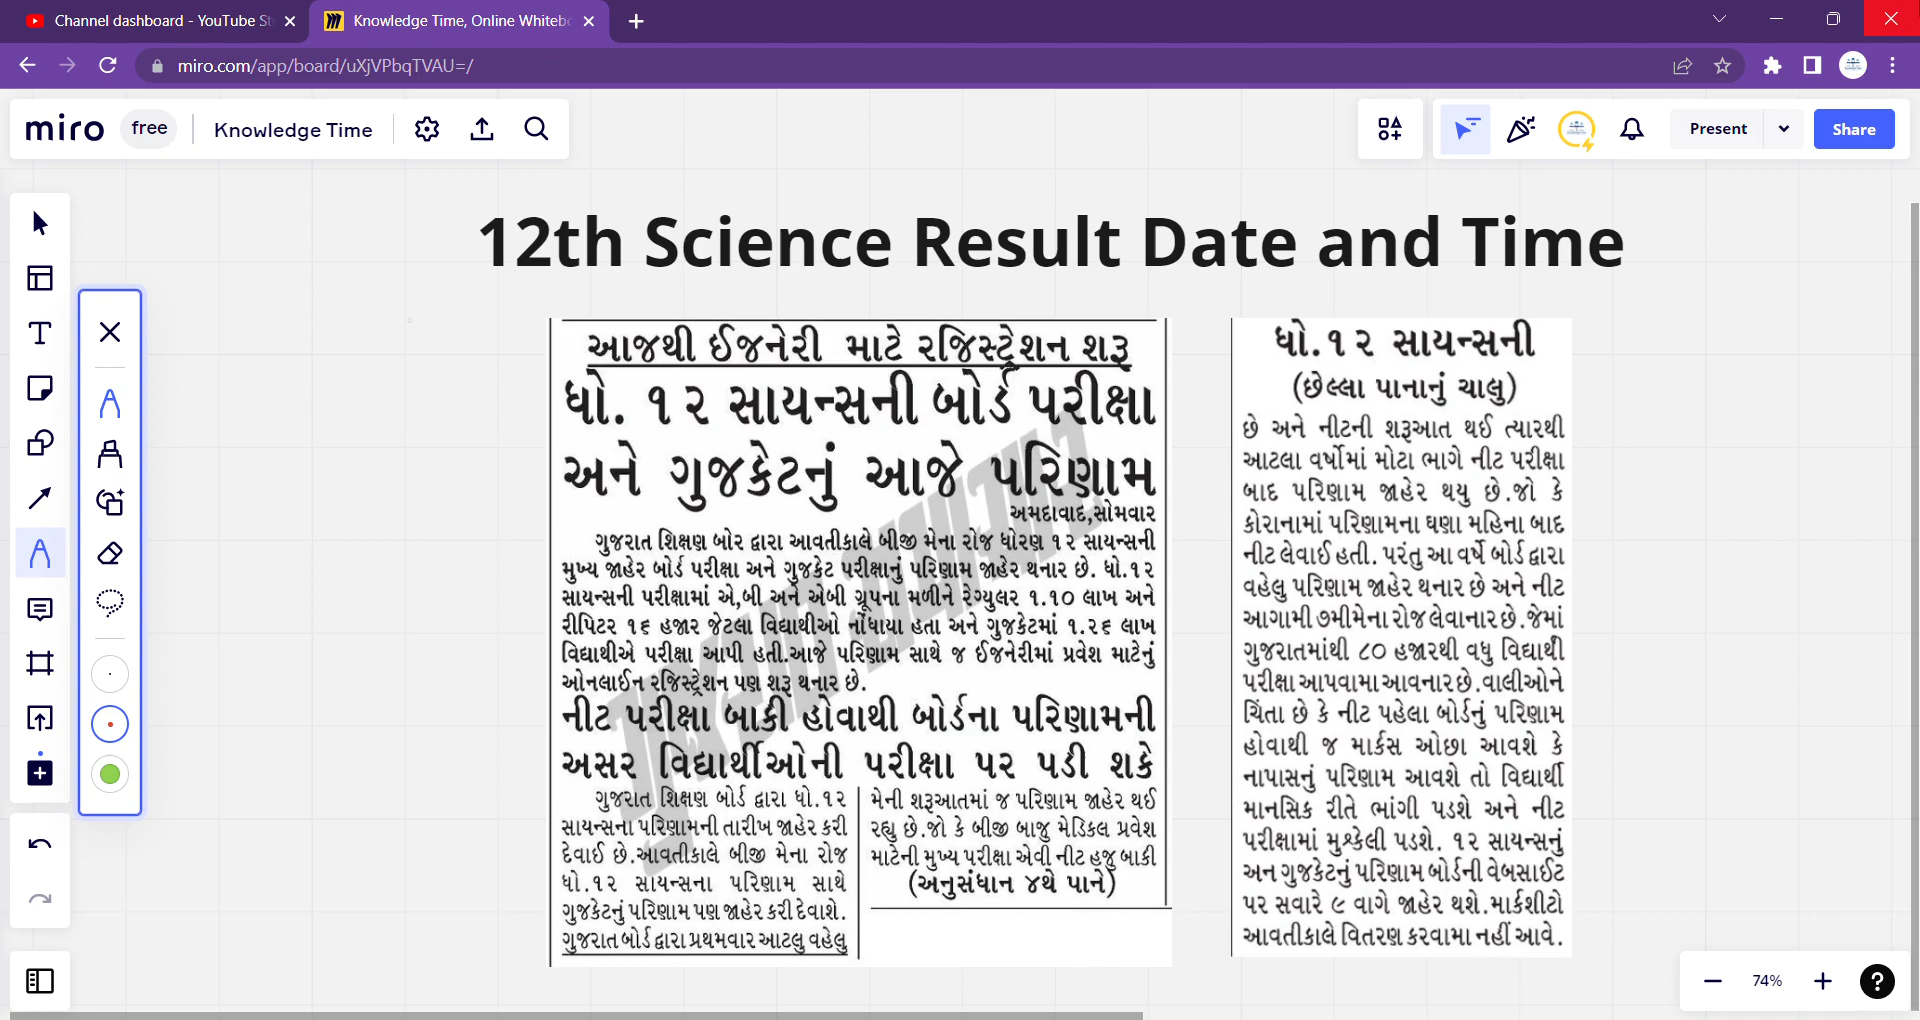 Channel dashboard - YouTube St
Knowledge Time, Online Whitebo
miro.com/app/board/uXjVPbqTVAU=/
miro
free
Knowledge Time
Present
Share
12th Science Result Date and Time
આજથી ઈજનેરી માટે રજિસ્ટ્રેશન શરૂ
ધો. ૧૨ સાયન્સની બોર્ડ પરીક્ષા
અને ગુજકેટનું આજે પરિણામ
અમદાવાદ,સોમવાર
ગુજરાત શિક્ષણ બોર દ્વારા આવતીકાલે બીજી મેના રોજ ધોરણ ૧૨ સાયન્સની
મુખ્ય જાહેર બોર્ડ પરીક્ષા અને ગુજકેટ પરીક્ષાનું પરિણામ જાહેર થનાર છે. ધો.૧૨
સાયન્સની પરીક્ષામાં એ,બી અને એબી ગ્રૂપના મળીને રેગ્યુલર ૧.૧૦ લાખ અને
રીપિટર ૧૬ હજાર જેટલા વિદ્યાર્થીઓ નોંધાયા હતા અને ગુજકેટમાં ૧.૨૬ લાખ
વિદ્યાર્થીએ પરીક્ષા આપી હતી.આજે પરિણામ સાથે જ ઈજનેરીમાં પ્રવેશ માટેનું
ઓનલાઈન રજિસ્ટ્રેશન પણ શરૂ થનાર છે.
નીટ પરીક્ષા બાકી હોવાથી બોર્ડના પરિણામની
અસર વિદ્યાર્થીઓની પરીક્ષા પર પડી શકે
ગુજરાત શિક્ષણ બોર્ડ દ્વારા ધો.૧૨
સાયન્સના પરિણામની તારીખ જાહેર કરી
દેવાઈ છે.આવતીકાલે બીજી મેના રોજ
ધો.૧૨ સાયન્સના પરિણામ સાથે
ગુજકેટનું પરિણામ પણ જાહેર કરી દેવાશે.
ગુજરાત બોર્ડ દ્વારા પ્રથમવાર આટલુ વહેલુ
મેની શરૂઆતમાં જ પરિણામ જાહેર થઈ
રહ્યુ છે.જો કે બીજી બાજુ મેડિકલ પ્રવેશ
માટેની મુખ્ય પરીક્ષા એવી નીટ હજુ બાકી
(અનુસંધાન ૪થે પાને)
ધો.૧૨ સાયન્સની
(છેલ્લા પાનાનું ચાલુ)
છે અને નીટની શરૂઆત થઈ ત્યારથી
આટલા વર્ષોમાં મોટા ભાગે નીટ પરીક્ષા
બાદ પરિણામ જાહેર થયુ છે.જો કે
કોરાનામાં પરિણામના ઘણા મહિના બાદ
નીટ લેવાઈ હતી. પરંતુ આ વર્ષે બોર્ડ દ્વારા
વહેલુ પરિણામ જાહેર થનાર છે અને નીટ
આગામી ૭મીમેના રોજ લેવાનાર છે.જેમાં
ગુજરાતમાંથી ૮૦ હજારથી વધુ વિદ્યાર્થી
પરીક્ષા આપવામા આવનાર છે.વાલીઓને
ચિંતા છે કે નીટ પહેલા બોર્ડનું પરિણામ
હોવાથી જ માર્કસ ઓછા આવશે કે
નાપાસનું પરિણામ આવશે તો વિદ્યાર્થી
માનસિક રીતે ભાંગી પડશે અને નીટ
પરીક્ષામાં મુશ્કેલી પડશે. ૧૨ સાયન્સનું
અન ગુજકેટનું પરિણામ બોર્ડની વેબસાઈટ
પર સવારે ૯ વાગે જાહેર થશે.માર્કશીટો
આવતીકાલે વિતરણ કરવામા નહીં આવે.
74%